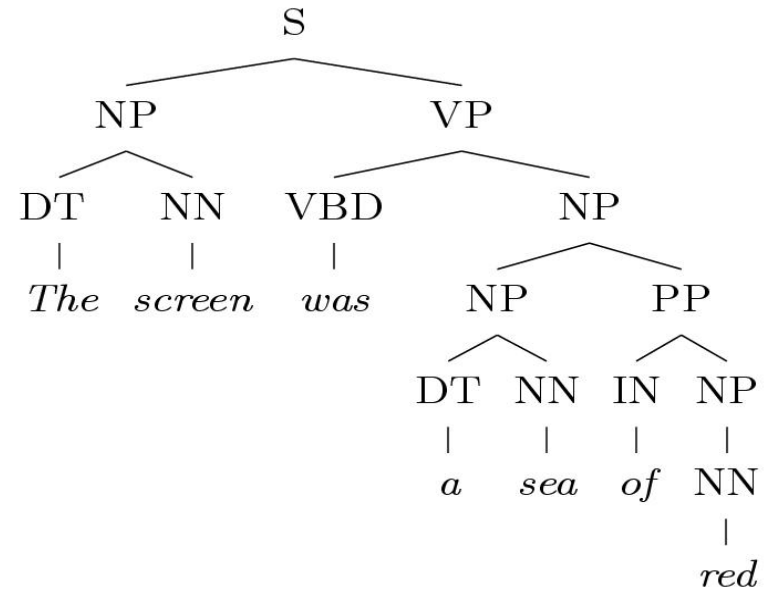 S
NP VP
DT NN VBD NP
The screen was NP PP
DT NN IN NP
a sea of NN
red